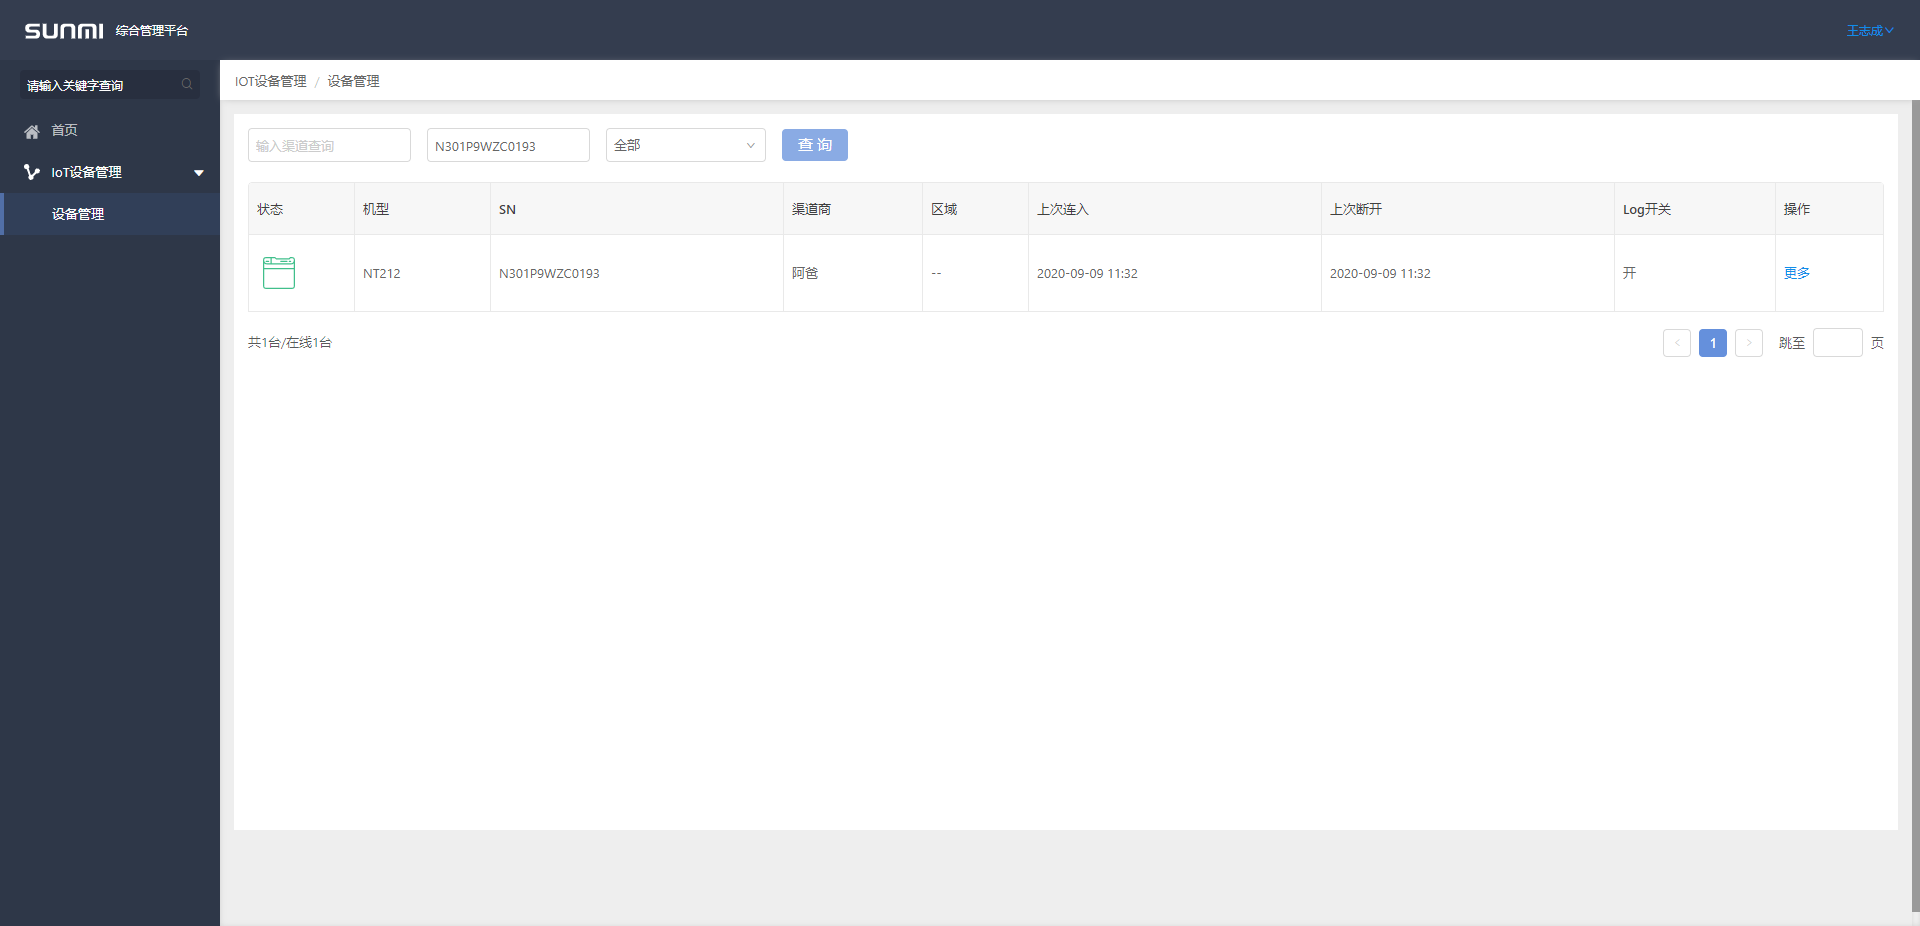 SUNMI 综合管理平台
王志成
请输入关键字查询
IOT设备管理 / 设备管理
首页
IoT设备管理
设备管理
输入渠道查询 N301P9WZC0193 全部 查 询
状态 机型 SN 渠道商 区域 上次连入 上次断开 Log开关 操作
NT212 N301P9WZC0193 阿爸 -- 2020-09-09 11:32 2020-09-09 11:32 开 更多
共1台/在线1台
< 1 > 跳至 页